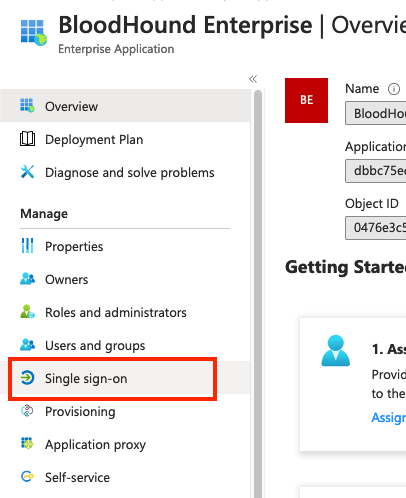 BloodHound Enterprise | Overvie
Enterprise Application
Overview
Deployment Plan
Diagnose and solve problems
Manage
Properties
Owners
Roles and administrators
Users and groups
Single sign-on
Provisioning
Application proxy
Self-service
BE
Name
BloodHou
Application
dbbc75ec
Object ID
0476e3c5
Getting Starte
1. Ass
Provid
to the
Assign